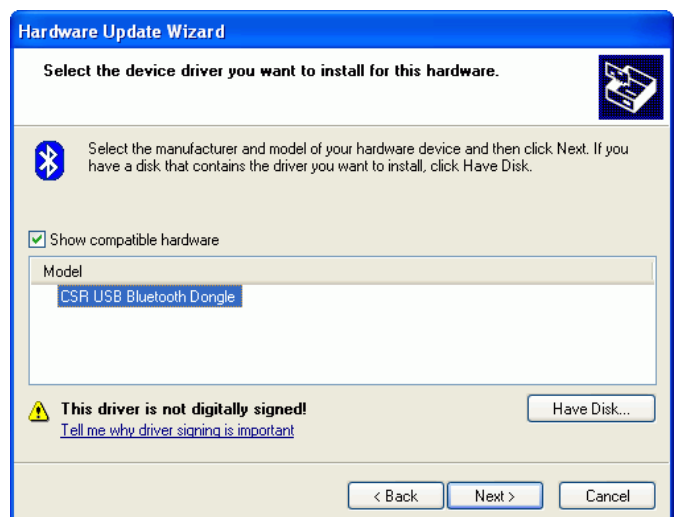 Hardware Update Wizard
Select the device driver you want to install for this hardware.
Select the manufacturer and model of your hardware device and then click Next. If you
have a disk that contains the driver you want to install, click Have Disk.
Show compatible hardware
Model
CSR USB Bluetooth Dongle
This driver is not digitally signed!
Tell me why driver signing is important
Have Disk...
< Back
Next >
Cancel